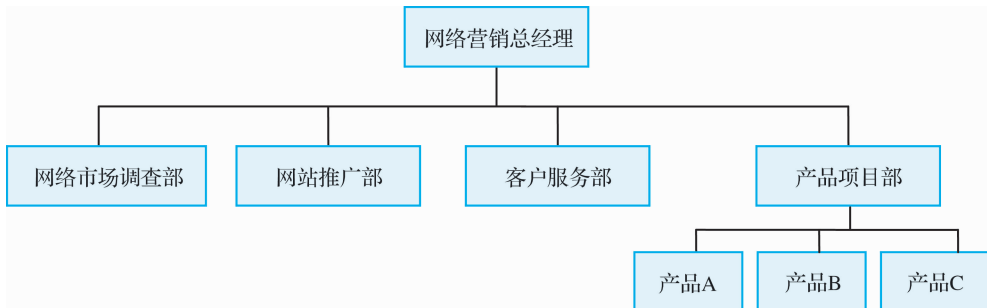 网络营销总经理
网络市场调查部
网站推广部
客户服务部
产品项目部
产品A
产品B
产品C